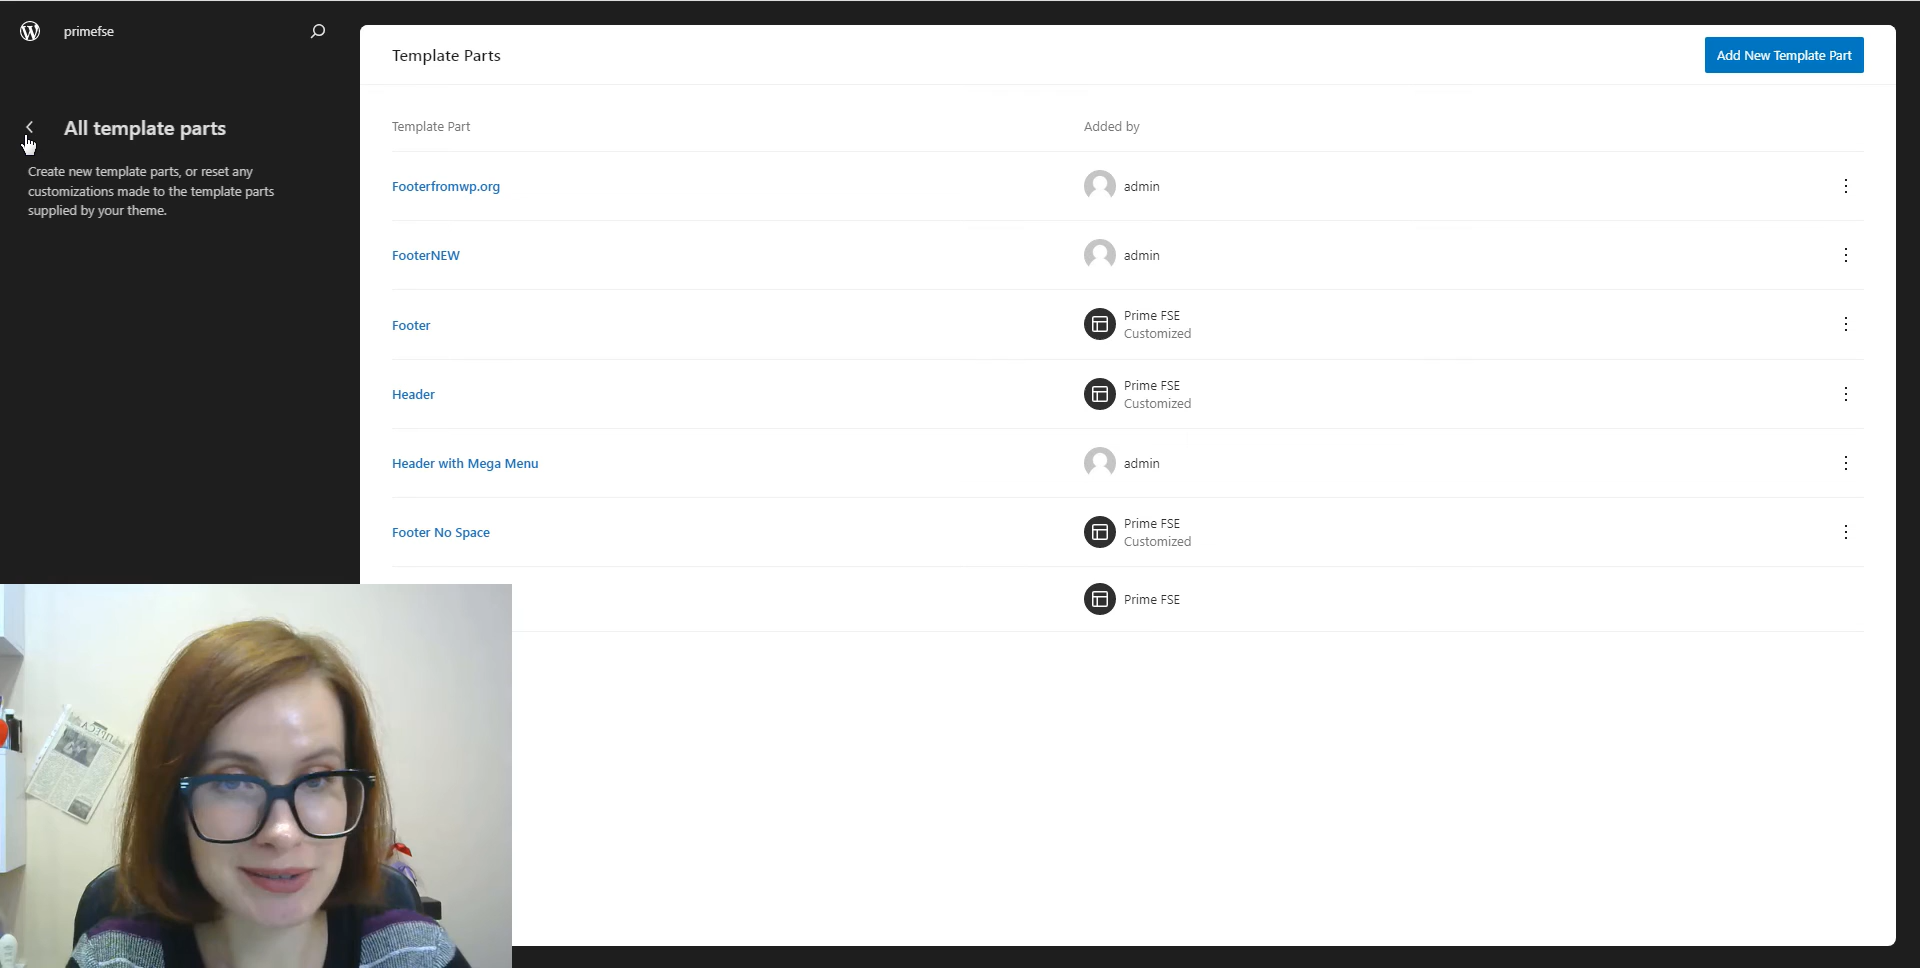 primefse
All template parts
Create new template parts, or reset any
customizations made to the template parts
supplied by your theme.
Template Parts
Add New Template Part
Template Part
Added by
Footerfromwp.org
admin
FooterNEW
admin
Footer
Prime FSE
Customized
Header
Prime FSE
Customized
Header with Mega Menu
admin
Footer No Space
Prime FSE
Customized
Prime FSE